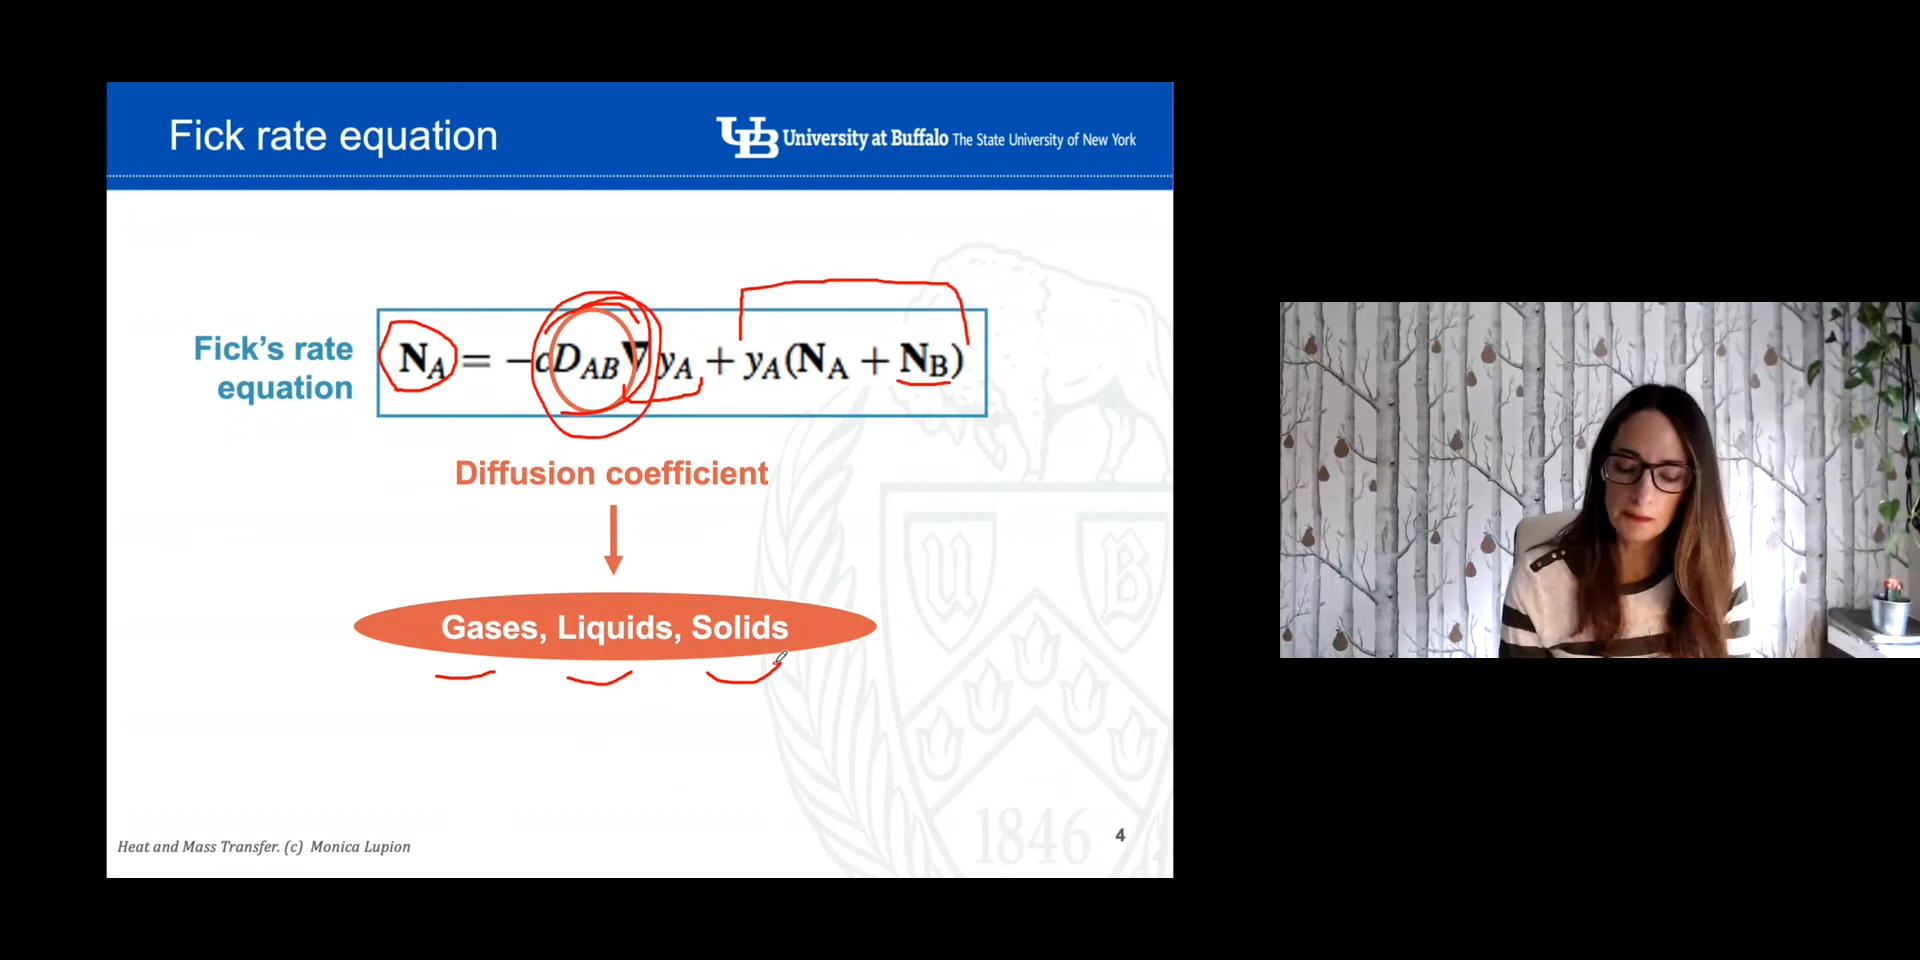 Fick rate equation
UB University at Buffalo The State University of New York
Fick's rate
equation
N_A = −cD_AB∇y_A + y_A(N_A + N_B)
Diffusion coefficient
Gases, Liquids, Solids
U B
1846
Heat and Mass Transfer. (c) Monica Lupion
4